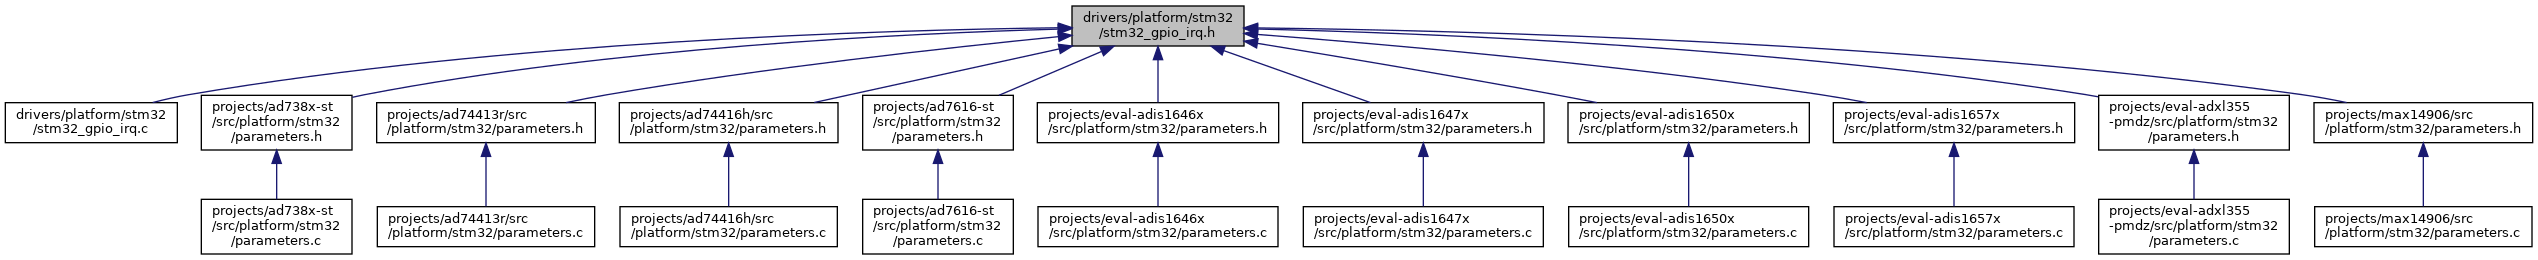 drivers/platform/stm32
/stm32_gpio_irq.h
drivers/platform/stm32
/stm32_gpio_irq.c
projects/ad738x-st
/src/platform/stm32
/parameters.h
projects/ad74413r/src
/platform/stm32/parameters.h
projects/ad74416h/src
/platform/stm32/parameters.h
projects/ad7616-st
/src/platform/stm32
/parameters.h
projects/eval-adis1646x
/src/platform/stm32/parameters.h
projects/eval-adis1647x
/src/platform/stm32/parameters.h
projects/eval-adis1650x
/src/platform/stm32/parameters.h
projects/eval-adis1657x
/src/platform/stm32/parameters.h
projects/eval-adxl355
-pmdz/src/platform/stm32
/parameters.h
projects/max14906/src
/platform/stm32/parameters.h
projects/ad738x-st
/src/platform/stm32
/parameters.c
projects/ad74413r/src
/platform/stm32/parameters.c
projects/ad74416h/src
/platform/stm32/parameters.c
projects/ad7616-st
/src/platform/stm32
/parameters.c
projects/eval-adis1646x
/src/platform/stm32/parameters.c
projects/eval-adis1647x
/src/platform/stm32/parameters.c
projects/eval-adis1650x
/src/platform/stm32/parameters.c
projects/eval-adis1657x
/src/platform/stm32/parameters.c
projects/eval-adxl355
-pmdz/src/platform/stm32
/parameters.c
projects/max14906/src
/platform/stm32/parameters.c